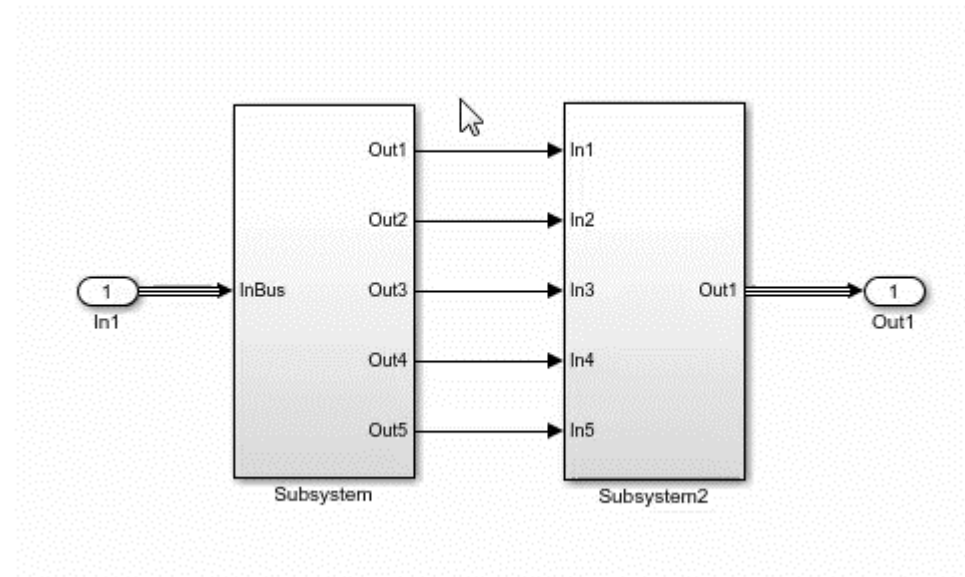 Out1 In1
Out2 In2
1 InBus Out3 In3 Out1 1
In1 Out1
Out4 In4
Out5 In5
Subsystem Subsystem2